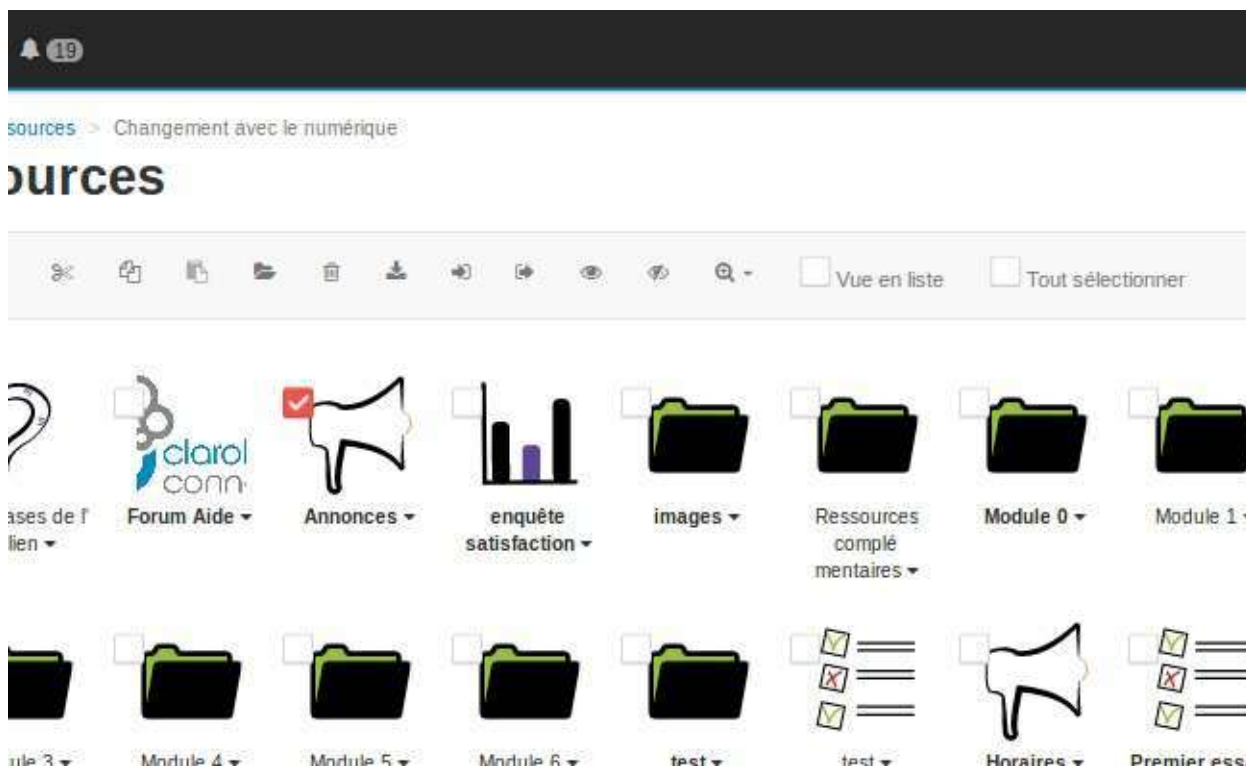 19
sources > Changement avec le numérique
ources
Vue en liste
Tout sélectionner
clarol
conn
ases de l'
lien
Forum Aide
Annonces
enquête
satisfaction
images
Ressources
complé
mentaires
Module 0
Module 1
ule 3
Module 4
Module 5
Module 6
test
test
Horaires
Premier ess